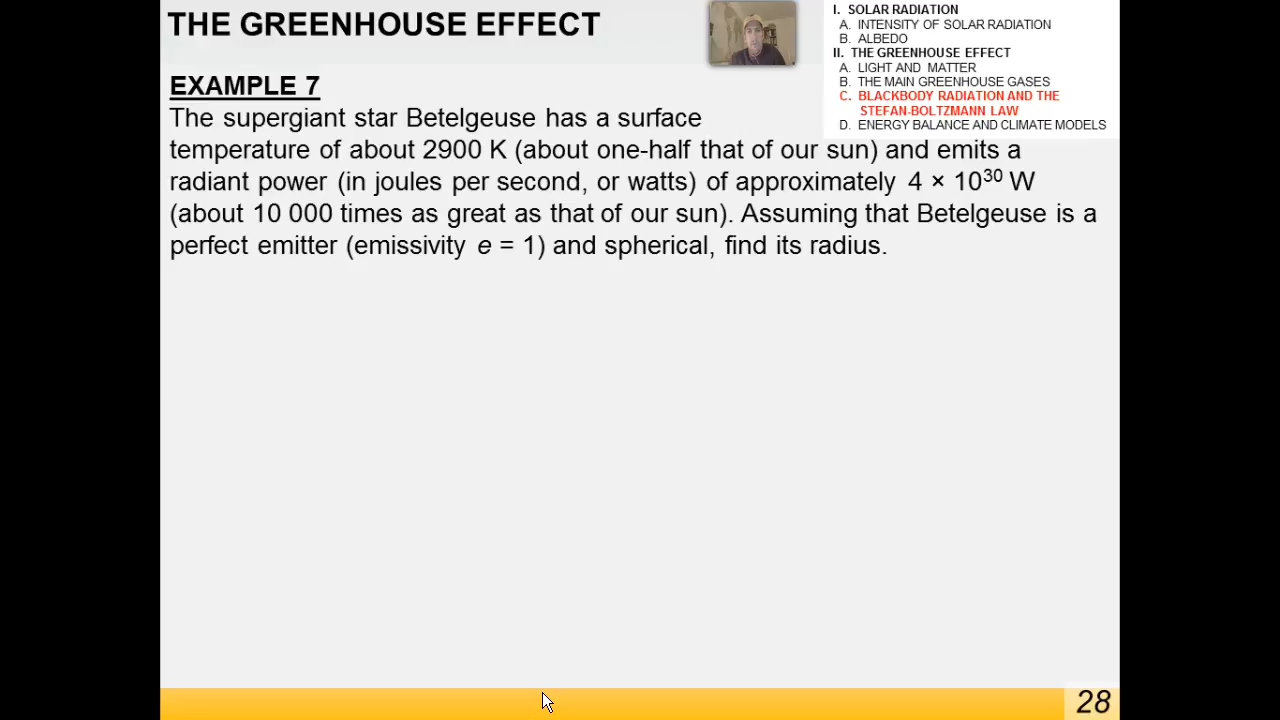 THE GREENHOUSE EFFECT
I. SOLAR RADIATION
A. INTENSITY OF SOLAR RADIATION
B. ALBEDO
II. THE GREENHOUSE EFFECT
A. LIGHT AND MATTER
B. THE MAIN GREENHOUSE GASES
C. BLACKBODY RADIATION AND THE
STEFAN-BOLTZMANN LAW
D. ENERGY BALANCE AND CLIMATE MODELS
EXAMPLE 7
The supergiant star Betelgeuse has a surface
temperature of about 2900 K (about one-half that of our sun) and emits a
radiant power (in joules per second, or watts) of approximately 4 × 10³⁰ W
(about 10 000 times as great as that of our sun). Assuming that Betelgeuse is a
perfect emitter (emissivity e = 1) and spherical, find its radius.
28